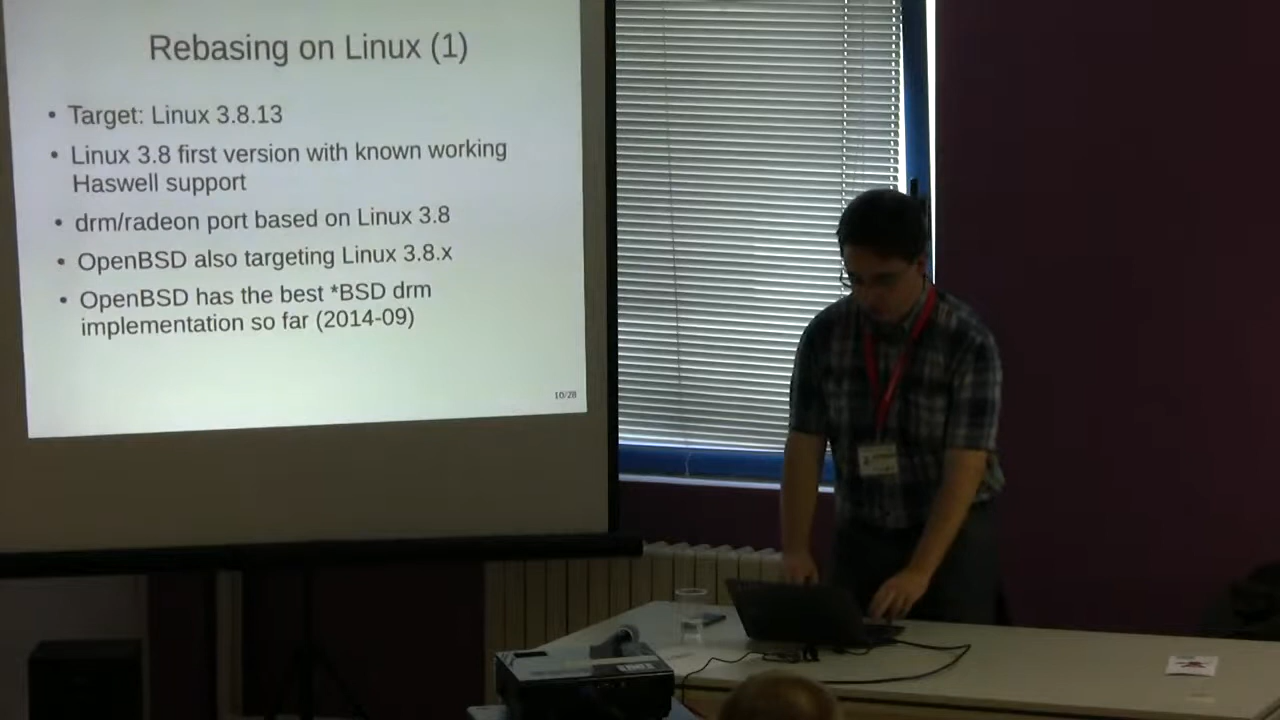 Rebasing on Linux (1)
• Target: Linux 3.8.13
• Linux 3.8 first version with known working
Haswell support
• drm/radeon port based on Linux 3.8
• OpenBSD also targeting Linux 3.8.x
• OpenBSD has the best *BSD drm
implementation so far (2014-09)
10/28